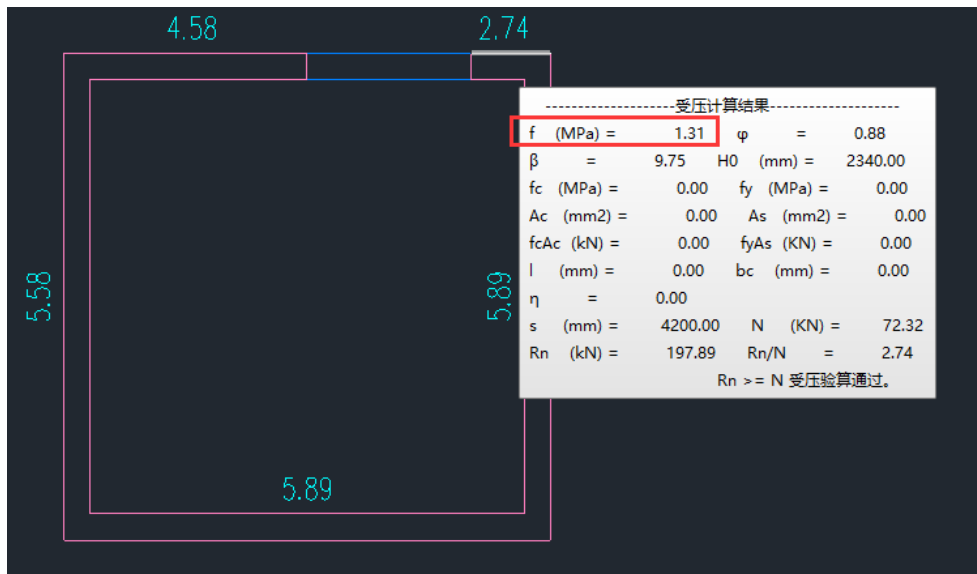 4.58 2.74
--------------------受压计算结果--------------------
f (MPa) = 1.31 φ = 0.88
β = 9.75 H0 (mm) = 2340.00
fc (MPa) = 0.00 fy (MPa) = 0.00
Ac (mm2) = 0.00 As (mm2) = 0.00
fcAc (kN) = 0.00 fyAs (KN) = 0.00
l (mm) = 0.00 bc (mm) = 0.00
η = 0.00
s (mm) = 4200.00 N (KN) = 72.32
Rn (kN) = 197.89 Rn/N = 2.74
Rn >= N 受压验算通过。
5.58
5.89
5.89